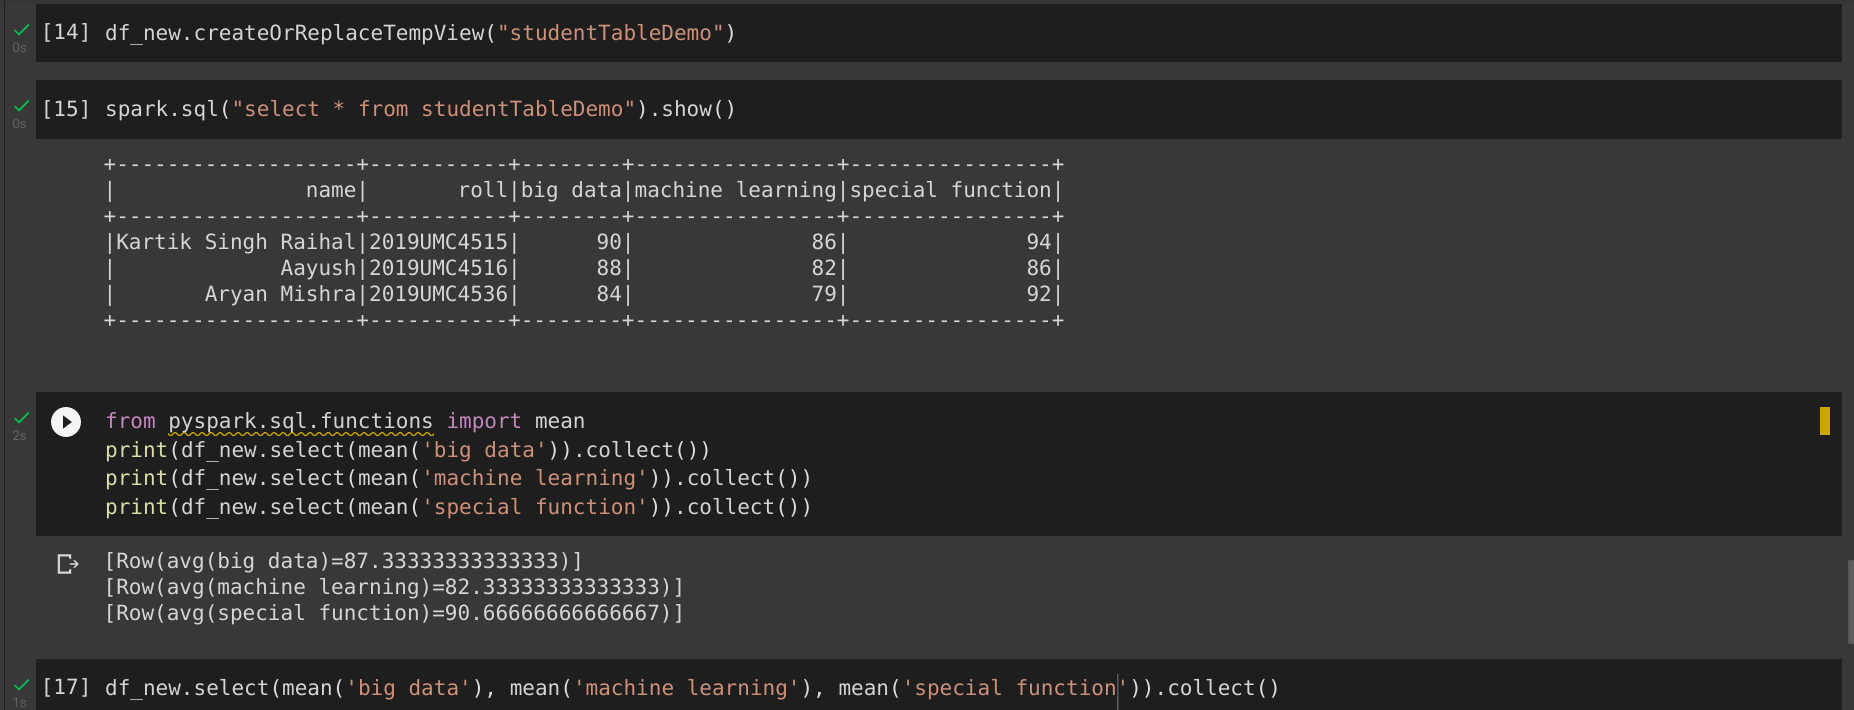 [14] df_new.createOrReplaceTempView("studentTableDemo")
0s
[15] spark.sql("select * from studentTableDemo").show()
0s
+-------------------+-----------+--------+----------------+----------------+
|               name|       roll|big data|machine learning|special function|
+-------------------+-----------+--------+----------------+----------------+
|Kartik Singh Raihal|2019UMC4515|      90|              86|              94|
|             Aayush|2019UMC4516|      88|              82|              86|
|       Aryan Mishra|2019UMC4536|      84|              79|              92|
+-------------------+-----------+--------+----------------+----------------+
from pyspark.sql.functions import mean
2s
print(df_new.select(mean('big data')).collect())
print(df_new.select(mean('machine learning')).collect())
print(df_new.select(mean('special function')).collect())
[Row(avg(big data)=87.33333333333333)]
[Row(avg(machine learning)=82.33333333333333)]
[Row(avg(special function)=90.66666666666667)]
[17] df_new.select(mean('big data'), mean('machine learning'), mean('special function')).collect()
1s